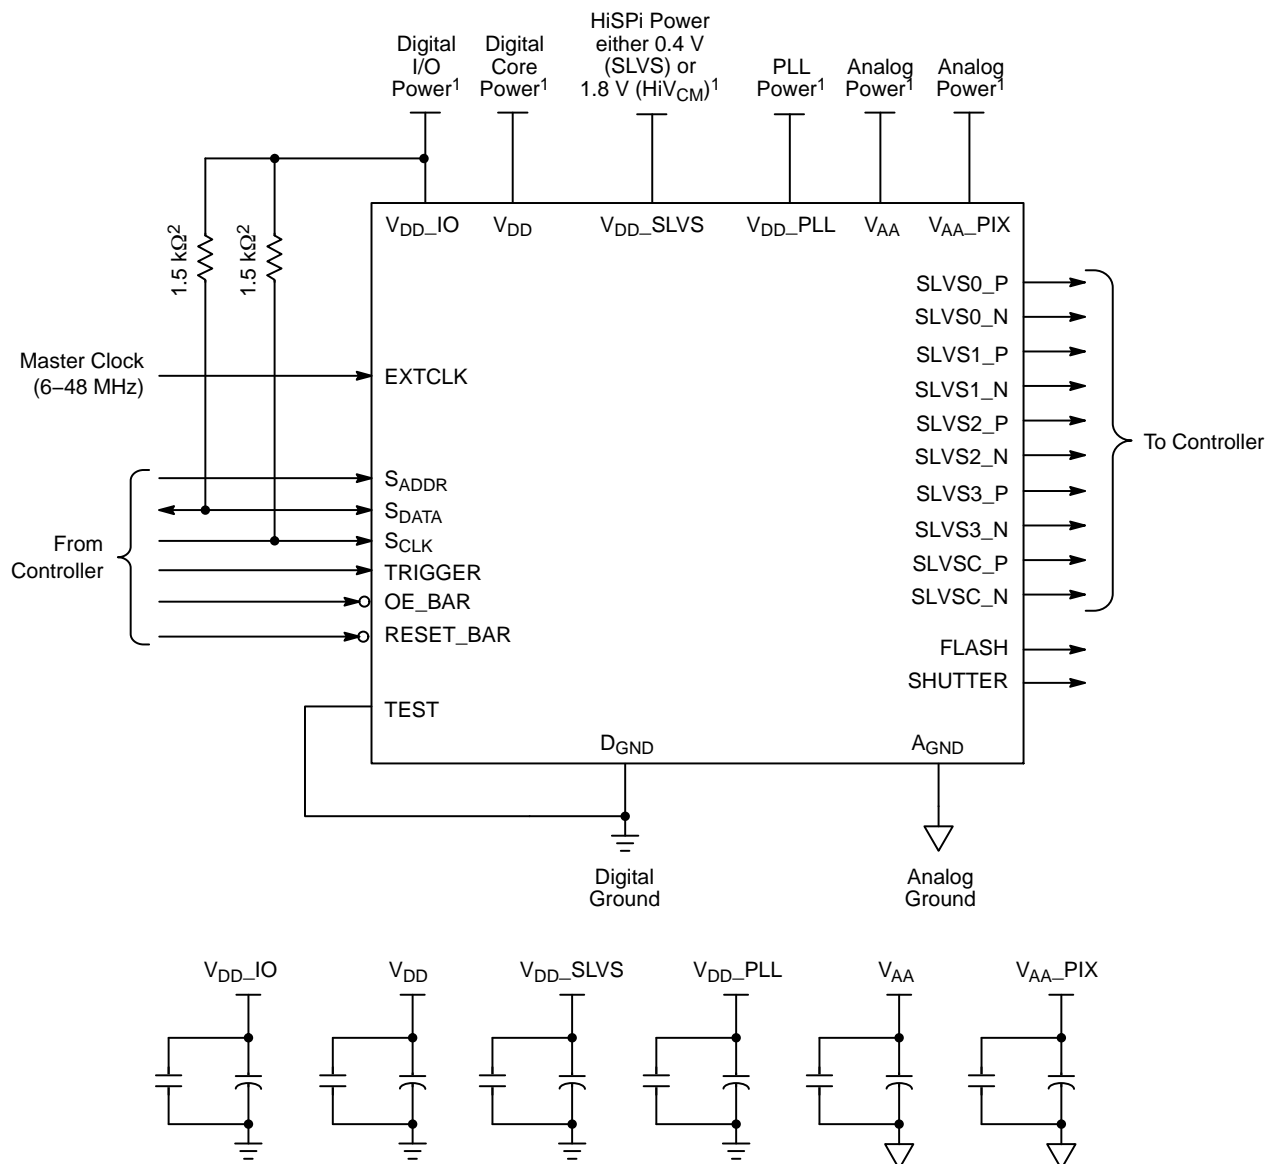 HiSPi Power
either 0.4 V
(SLVS) or
1.8 V (HiVCM)1
Digital
I/O
Power1
Digital
Core
Power1
PLL
Power1
Analog
Power1
Analog
Power1
VDD_IO
VDD
VDD_SLVS
VDD_PLL
VAA
VAA_PIX
1.5 kΩ2
1.5 kΩ2
Master Clock
(6–48 MHz)
EXTCLK
From
Controller
SADDR
SDATA
SCLK
TRIGGER
OE_BAR
RESET_BAR
TEST
SLVS0_P
SLVS0_N
SLVS1_P
SLVS1_N
SLVS2_P
SLVS2_N
SLVS3_P
SLVS3_N
SLVSC_P
SLVSC_N
To Controller
FLASH
SHUTTER
DGND
AGND
Digital
Ground
Analog
Ground
VDD_IO
VDD
VDD_SLVS
VDD_PLL
VAA
VAA_PIX